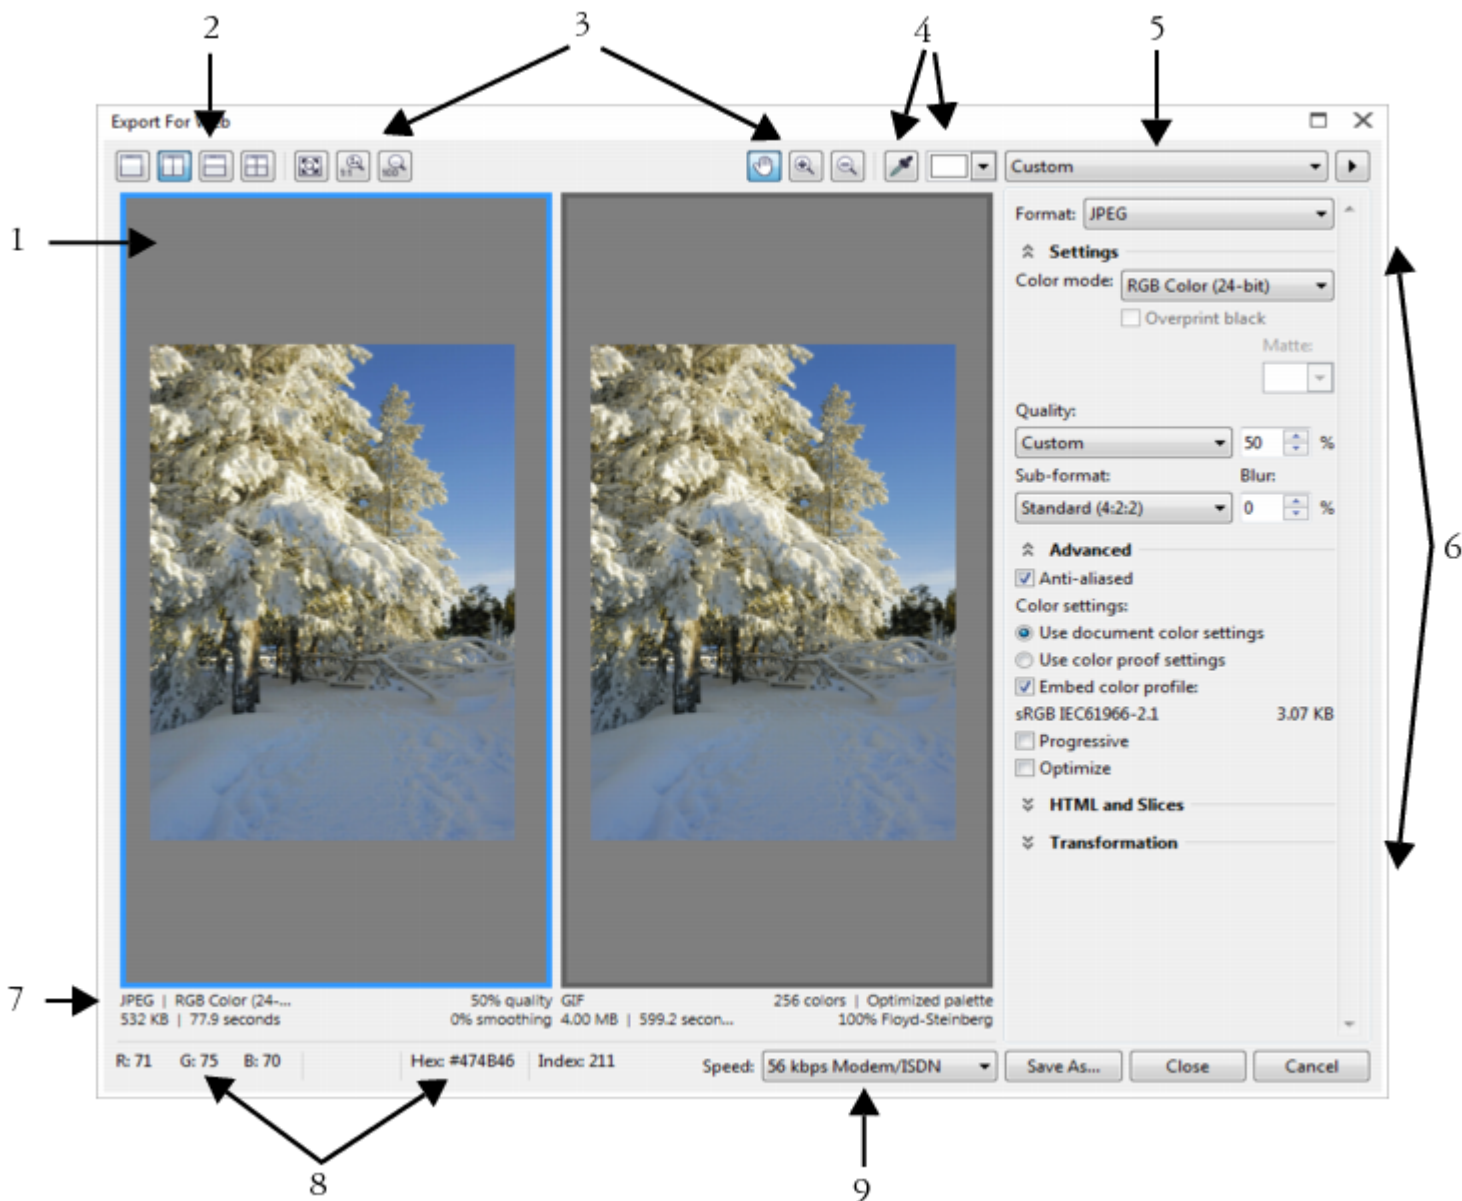 2
3
4
5
Export For Web
1:1
100
Custom
1
Format: JPEG
Settings
Color mode: RGB Color (24-bit)
Overprint black
Matte:
Quality:
Custom 50 %
Sub-format: Blur:
Standard (4:2:2) 0 %
6
Advanced
Anti-aliased
Color settings:
Use document color settings
Use color proof settings
Embed color profile:
sRGB IEC61966-2.1 3.07 KB
Progressive
Optimize
HTML and Slices
Transformation
7
JPEG | RGB Color (24-... 50% quality
532 KB | 77.9 seconds 0% smoothing
GIF 256 colors | Optimized palette
4.00 MB | 599.2 secon... 100% Floyd-Steinberg
R: 71 G: 75 B: 70 Hex: #474B46 Index: 211 Speed: 56 kbps Modem/ISDN Save As... Close Cancel
8
9